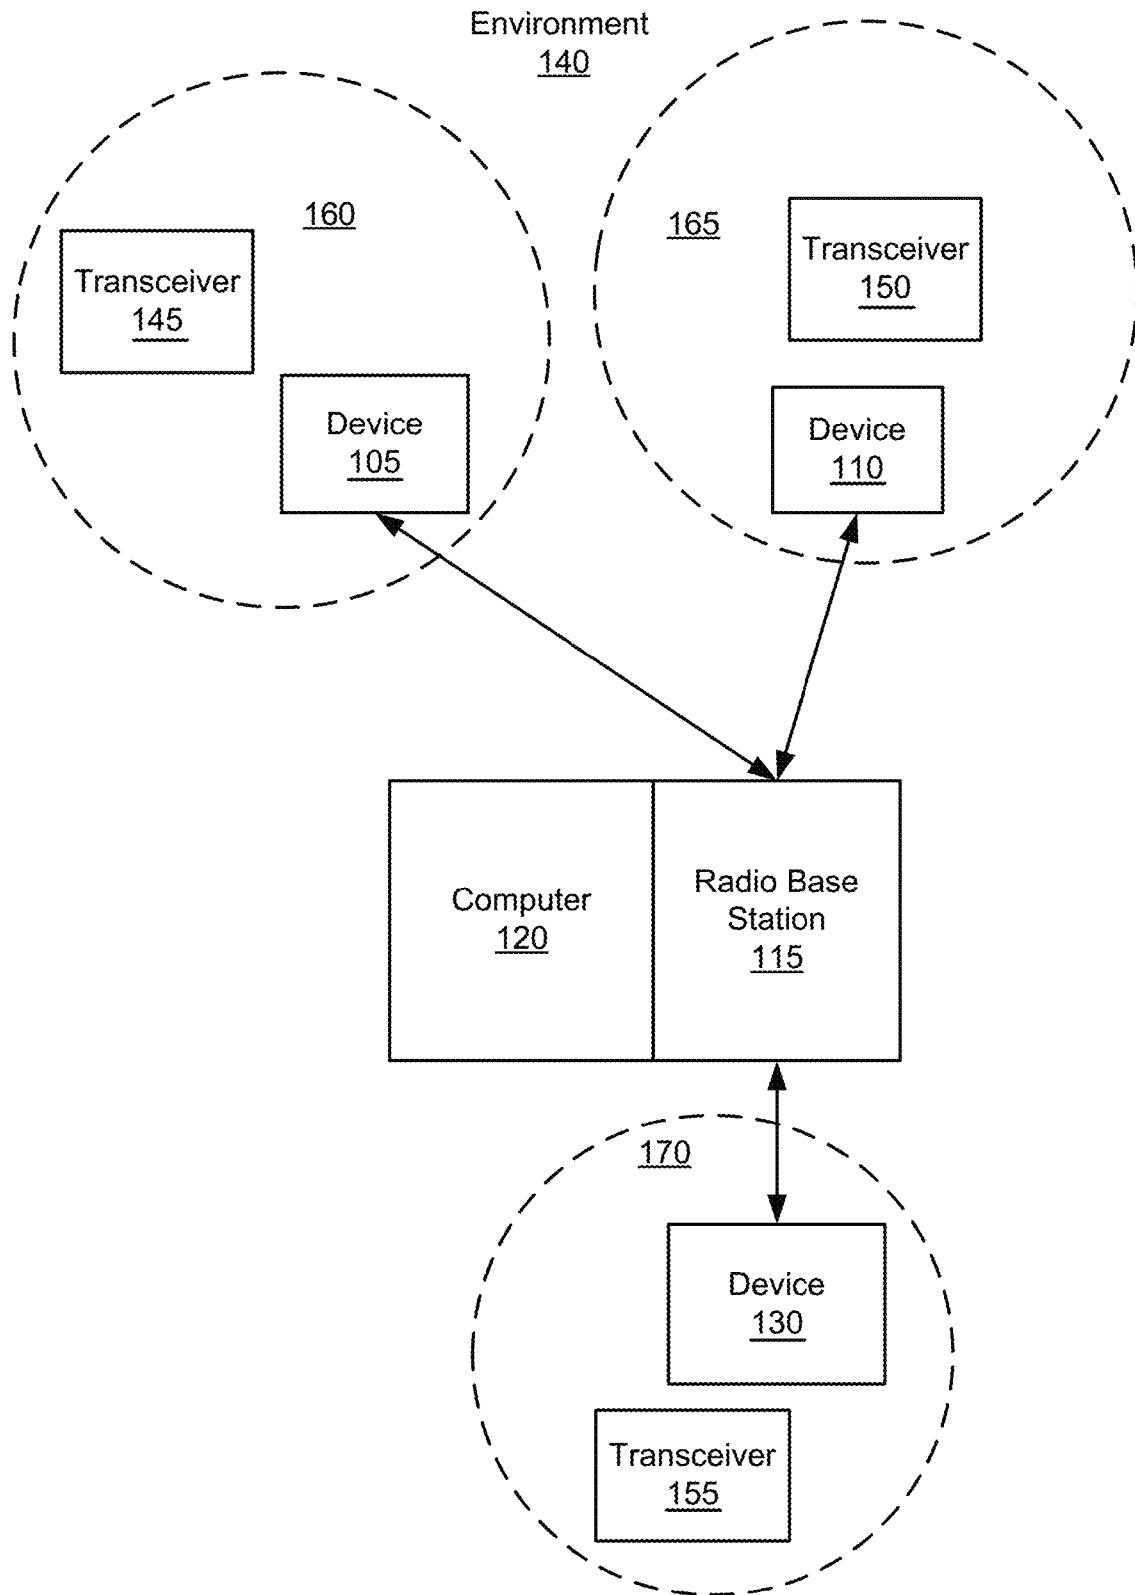 Environment
140
160
Transceiver
145
Device
105
165
Transceiver
150
Device
110
Computer
120
Radio Base
Station
115
170
Device
130
Transceiver
155